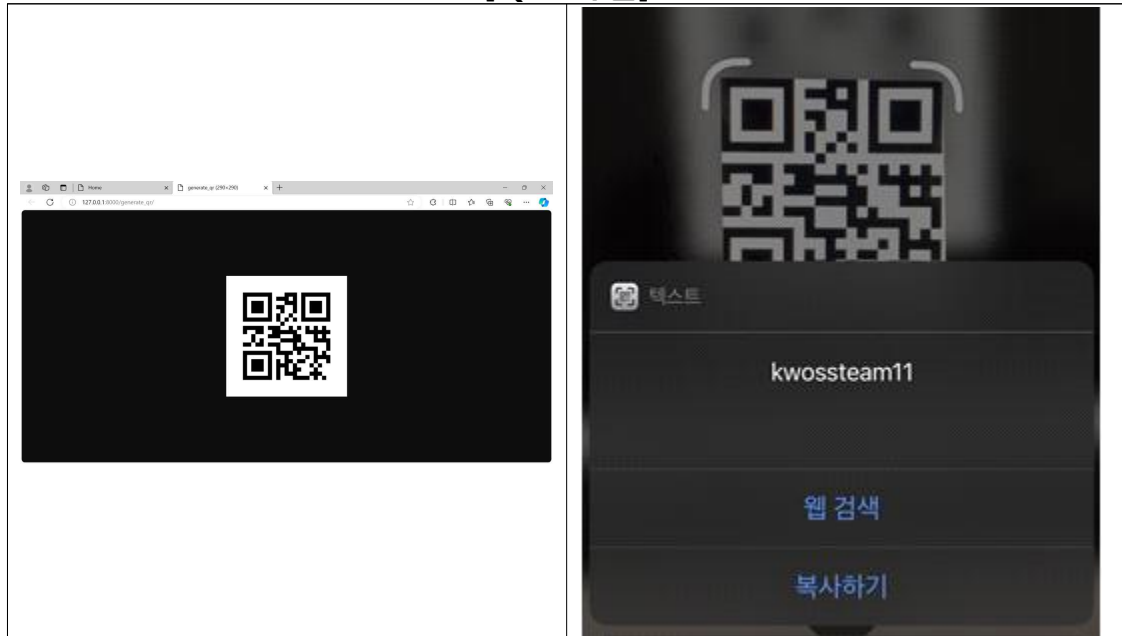 Home
generate_qr (290×290)
127.0.0.1:8000/generate_qr/
텍스트
kwossteam11
웹 검색
복사하기